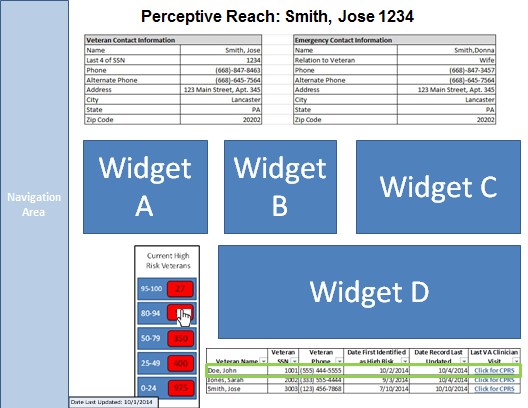 Perceptive Reach: Smith, Jose 1234
Veteran Contact Information
Name Smith, Jose
Last 4 of SSN 1234
Phone (668)-847-8463
Alternate Phone (668)-645-7564
Address 123 Main Street, Apt. 345
City Lancaster
State PA
Zip Code 20202
Emergency Contact Information
Name Smith,Donna
Relation to Veteran Wife
Phone (668)-847-3457
Alternate Phone (668)-645-7564
Address 123 Main Street, Apt. 345
City Lancaster
State PA
Zip Code 20202
Navigation
Area
Widget
A
Widget
B
Widget C
Current High
Risk Veterans
95-100 27
80-94
50-79 350
25-49 400
0-24 975
Date Last Updated: 10/1/2014
Widget D
Veteran Name Veteran SSN Veteran Phone Date First Identified as High Risk Date Record Last Updated Last VA Clinician Visit
Doe, John 1001 (555) 444-5555 10/2/2014 10/4/2014 Click for CPRS
Jones, Sarah 2002 (333) 555-4444 9/3/2014 10/4/2014 Click for CPRS
Smith, Jose 3003 (123) 456-7868 7/10/2014 10/10/2014 Click for CPRS